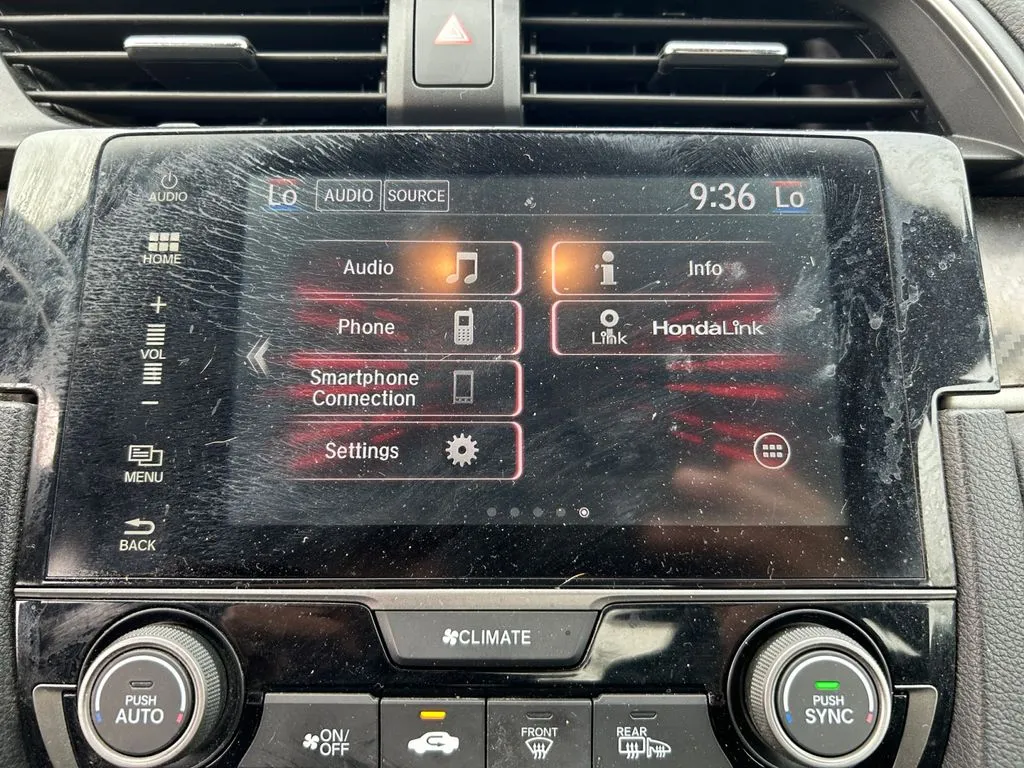 AUDIO
Lo AUDIO SOURCE 9:36 Lo
HOME
Audio
Info
+
VOL
−
Phone
Link HondaLink
Smartphone
Connection
Settings
MENU
BACK
CLIMATE
PUSH
AUTO
ON/
OFF
FRONT
REAR
PUSH
SYNC